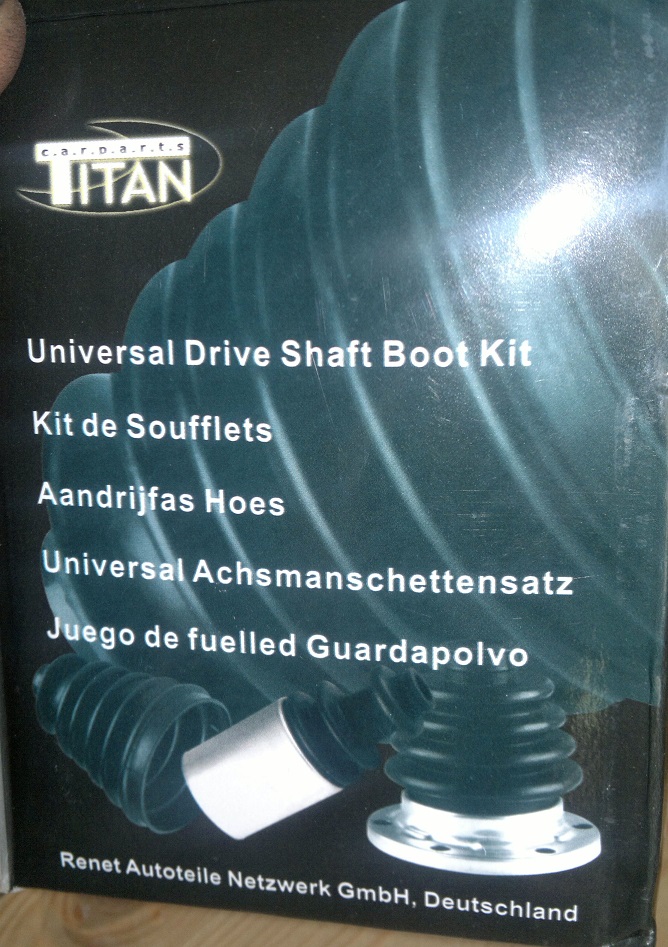 c.a.r.p.a.r.t.s
TITAN
Universal Drive Shaft Boot Kit
Kit de Soufflets
Aandrijfas Hoes
Universal Achsmanschettensatz
Juego de fuelled Guardapolvo
Renet Autoteile Netzwerk GmbH, Deutschland